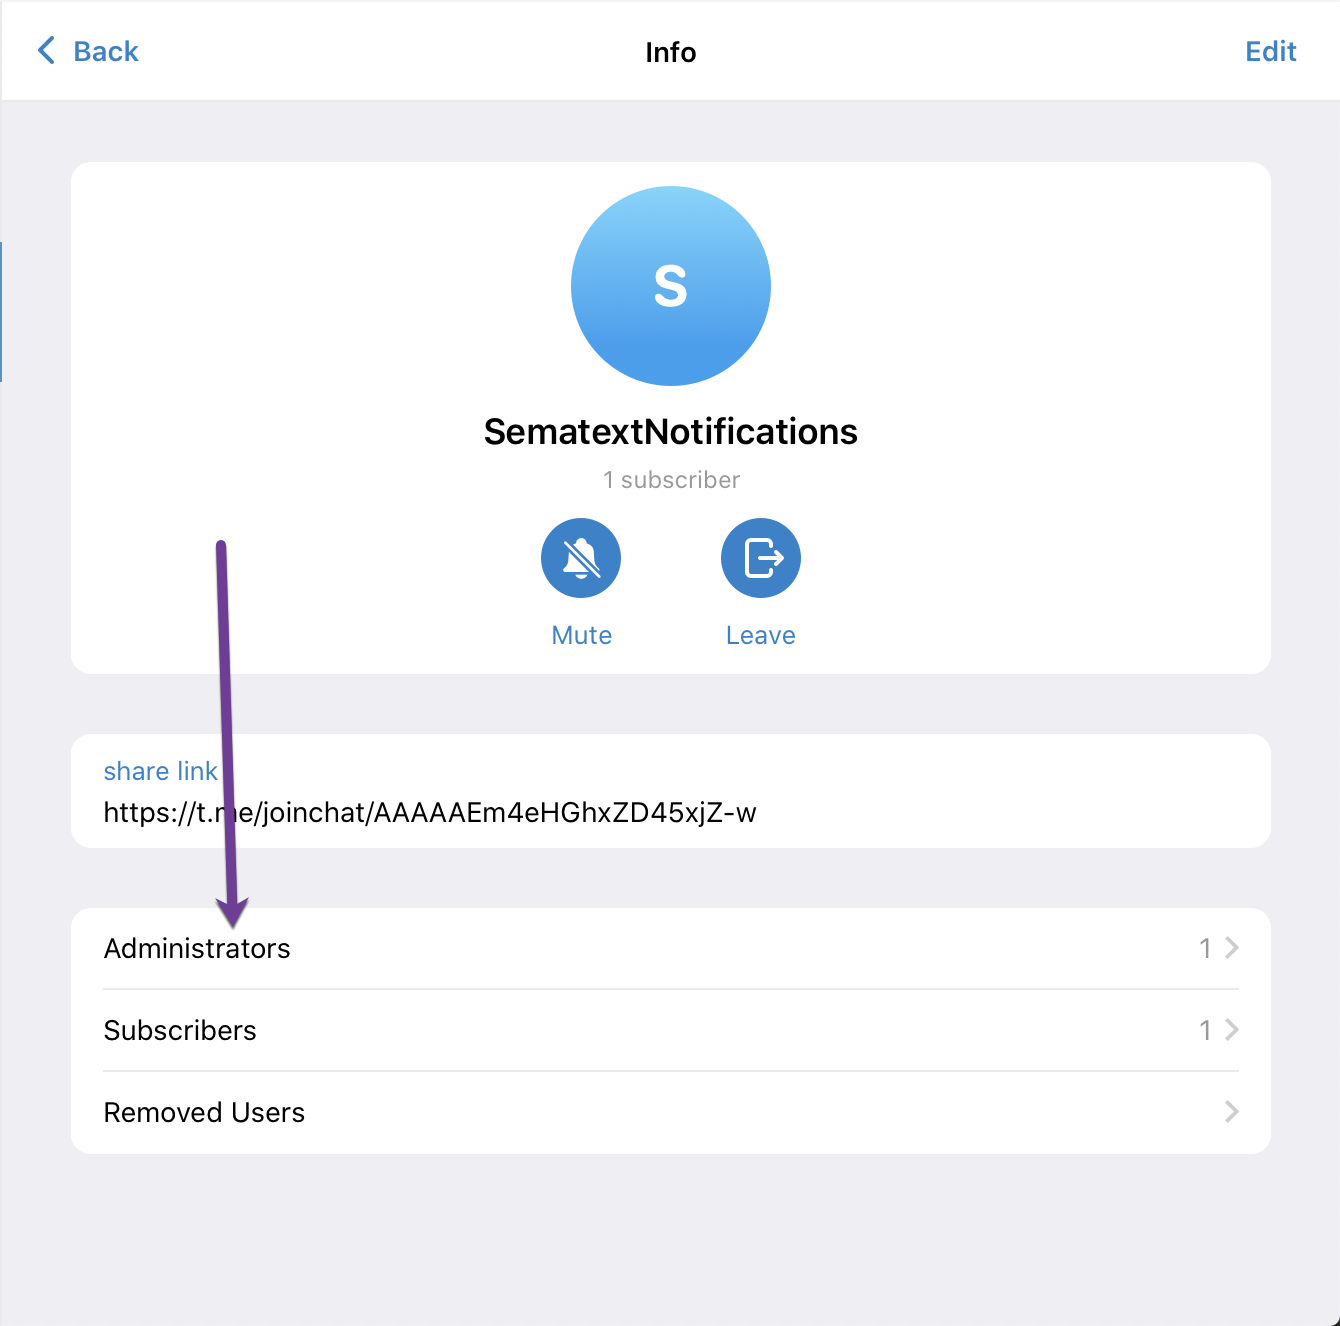 Back
Info
Edit
S
SematextNotifications
1 subscriber
Mute
Leave
share link
https://t.me/joinchat/AAAAAEm4eHGhxZD45xjZ-w
Administrators 1
Subscribers 1
Removed Users